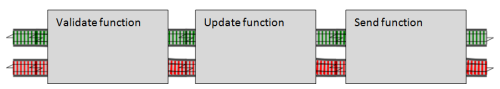 Validate function
Update function
Send function